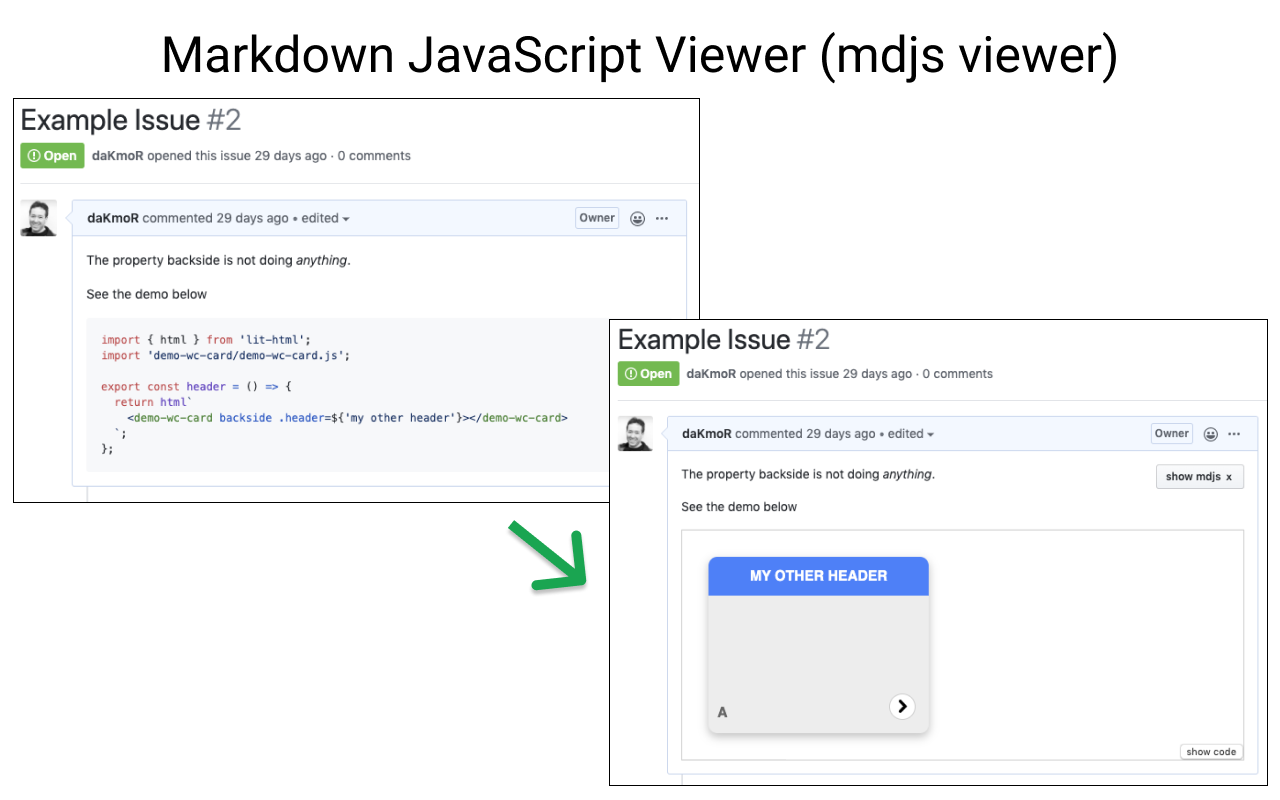 Markdown JavaScript Viewer (mdjs viewer)
Example Issue #2
Open daKmoR opened this issue 29 days ago · 0 comments
daKmoR commented 29 days ago • edited Owner
The property backside is not doing anything.
See the demo below
import { html } from 'lit-html';
import 'demo-wc-card/demo-wc-card.js';
export const header = () => {
  return html`
    <demo-wc-card backside .header=${'my other header'}></demo-wc-card>
  `;
};
Example Issue #2
Open daKmoR opened this issue 29 days ago · 0 comments
daKmoR commented 29 days ago • edited Owner
The property backside is not doing anything.
show mdjs x
See the demo below
MY OTHER HEADER
A
show code